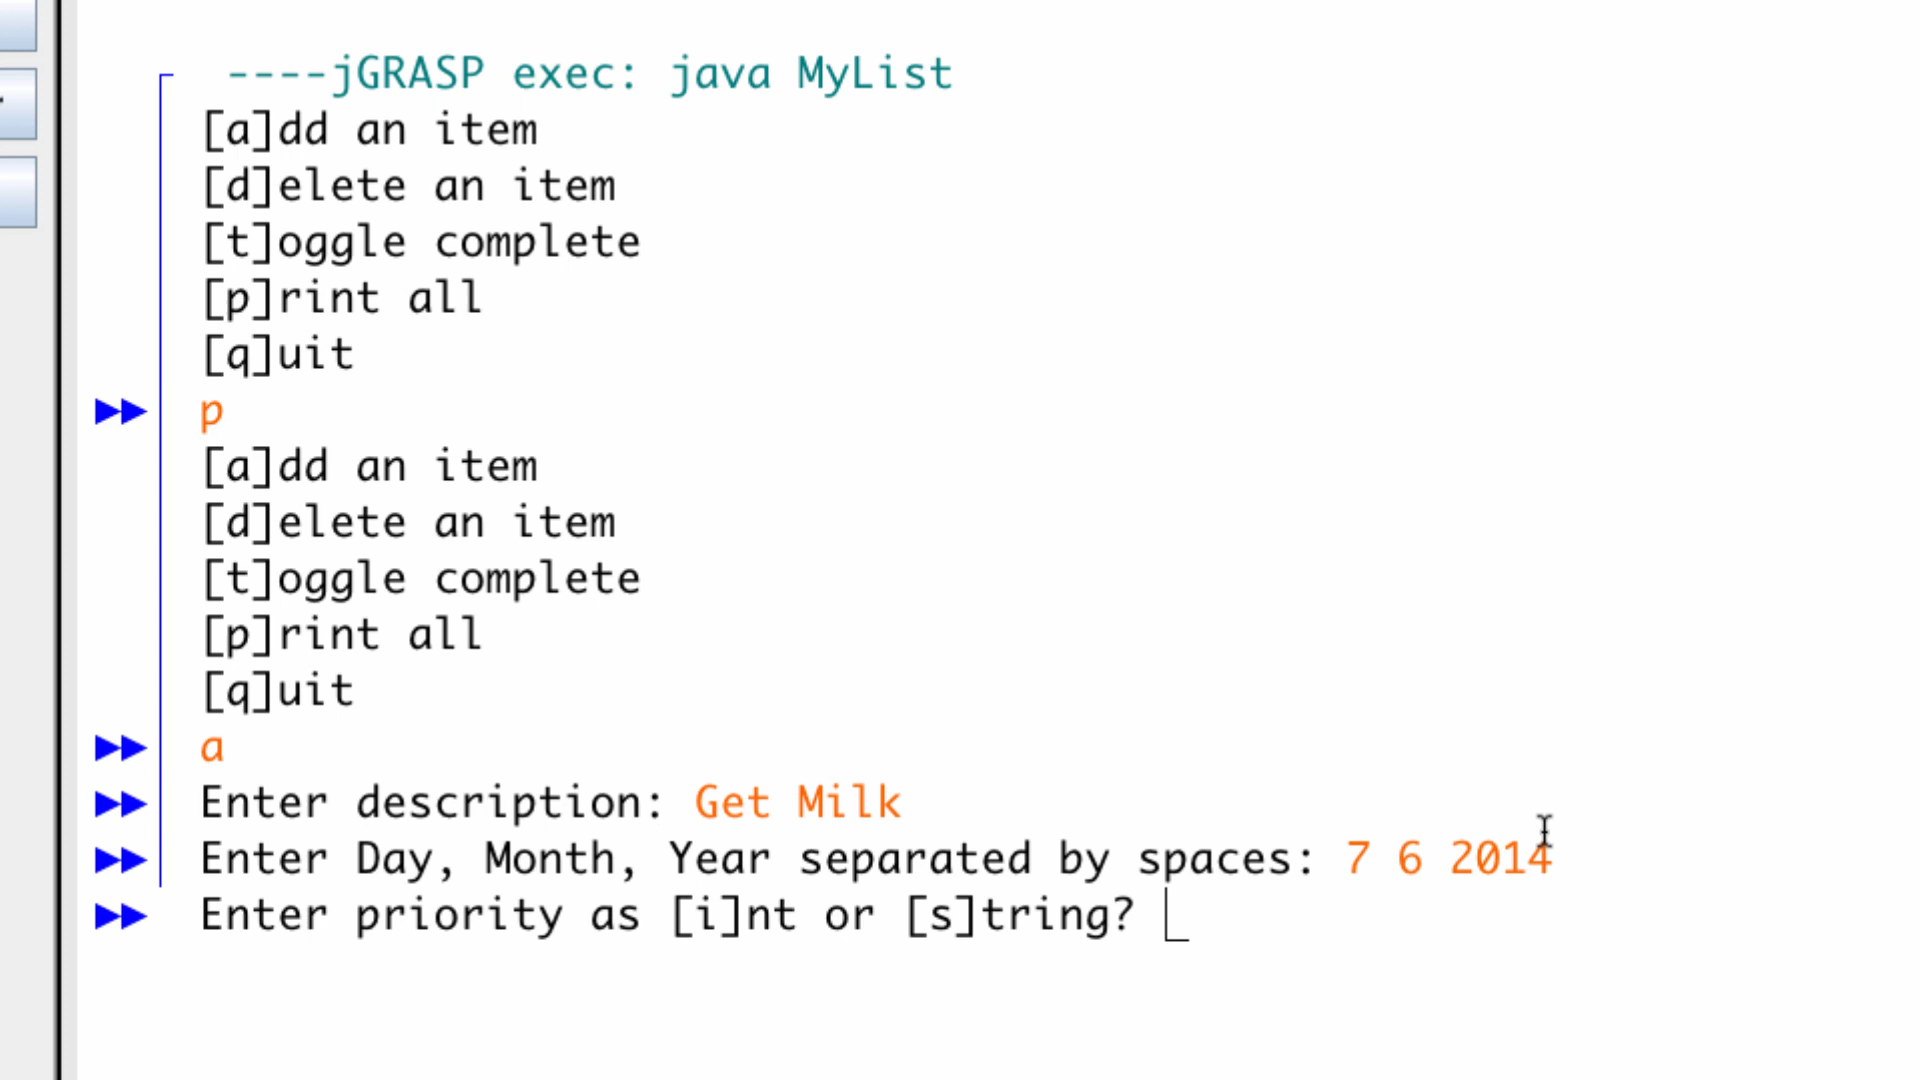 ----jGRASP exec: java MyList
[a]dd an item
[d]elete an item
[t]oggle complete
[p]rint all
[q]uit
p
[a]dd an item
[d]elete an item
[t]oggle complete
[p]rint all
[q]uit
a
Enter description: Get Milk
Enter Day, Month, Year separated by spaces: 7 6 2014
Enter priority as [i]nt or [s]tring?